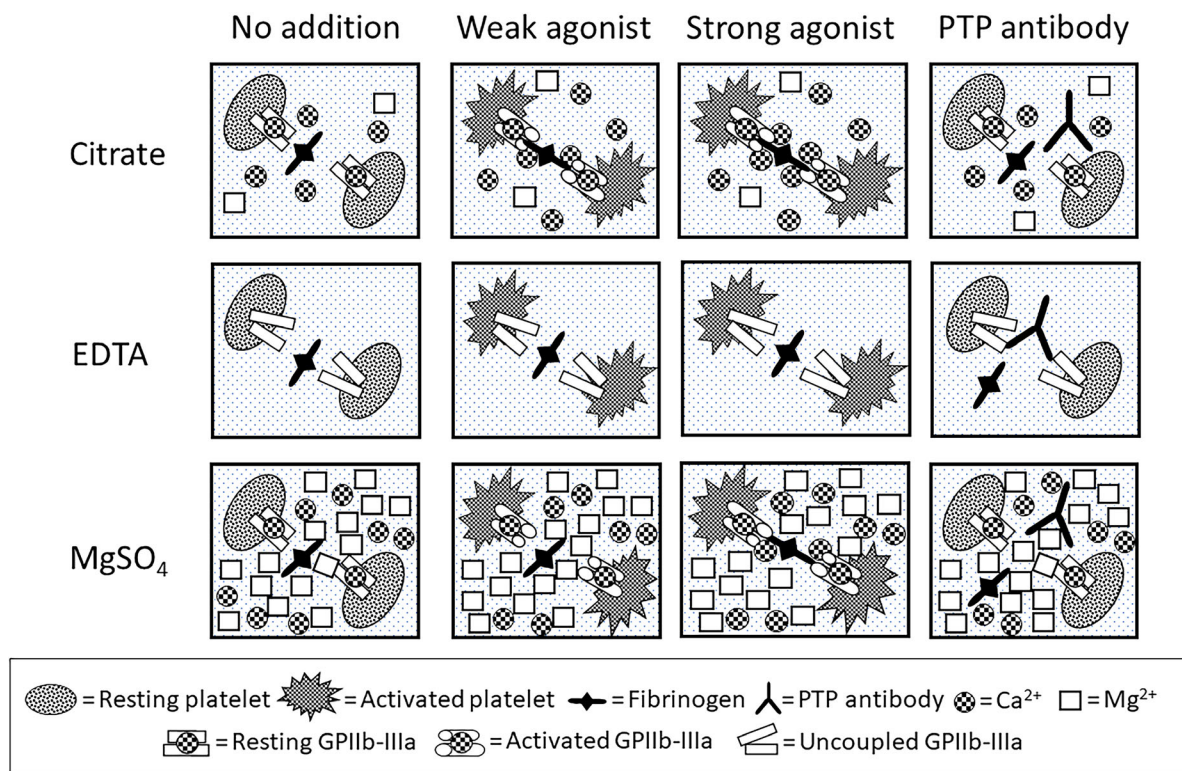 No addition Weak agonist Strong agonist PTP antibody
Citrate
EDTA
MgSO₄
= Resting platelet = Activated platelet = Fibrinogen = PTP antibody = Ca²⁺ = Mg²⁺
= Resting GPIIb-IIIa = Activated GPIIb-IIIa = Uncoupled GPIIb-IIIa